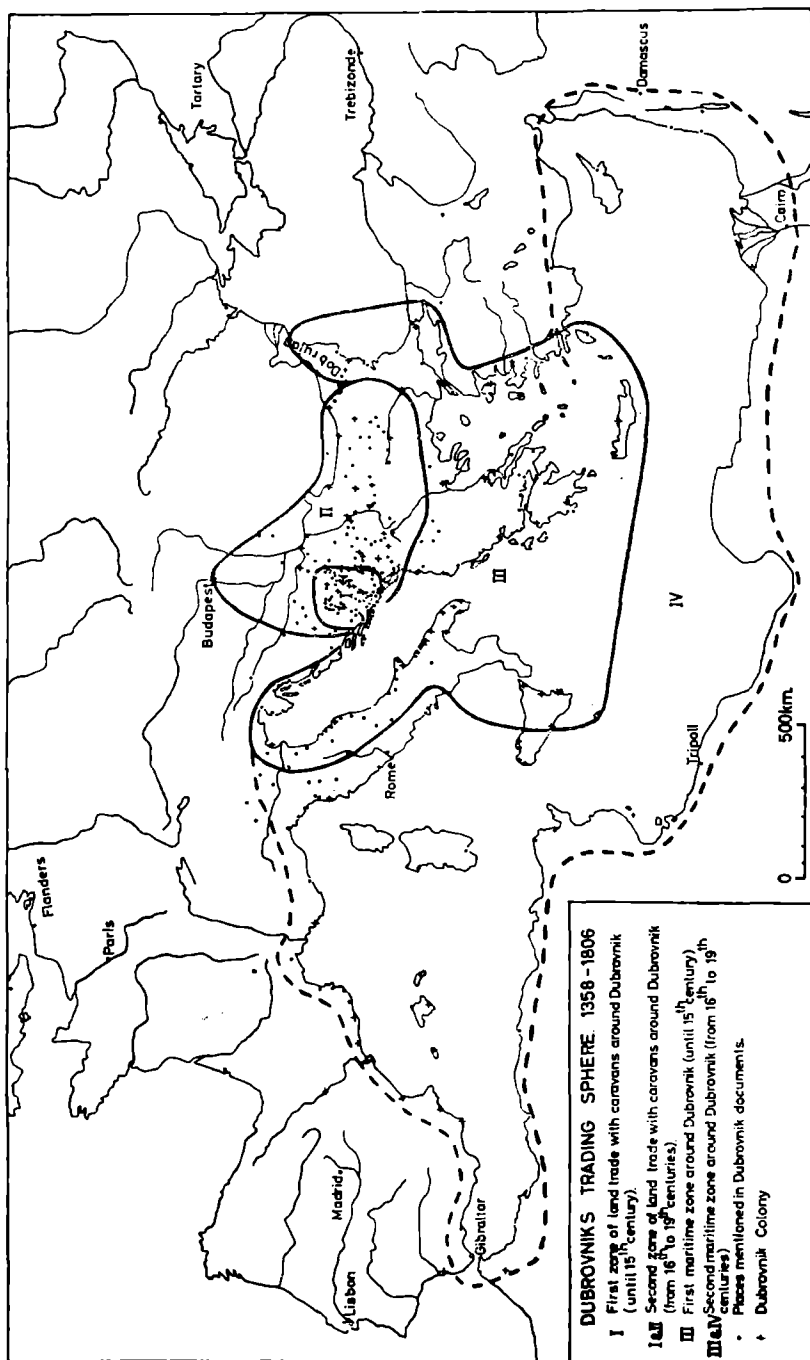 Tartary
Trebizonde
Damascus
Cairn
Dobrujan
Budapest
II
III
IV
Rome
Tripoli
Flanders
Paris
Madrid
Lisbon
Gibraltar
0 500km.
DUBROVNIKS TRADING SPHERE 1358-1806
I First zone of land trade with caravans around Dubrovnik
(until 15th century).
I&II Second zone of land trade with caravans around Dubrovnik
(from 16th to 19th centuries).
III First maritime zone around Dubrovnik (until 15th century)
III&IV Second maritime zone around Dubrovnik (from 16th to 19th
centuries)
• Places mentioned in Dubrovnik documents.
+ Dubrovnik Colony